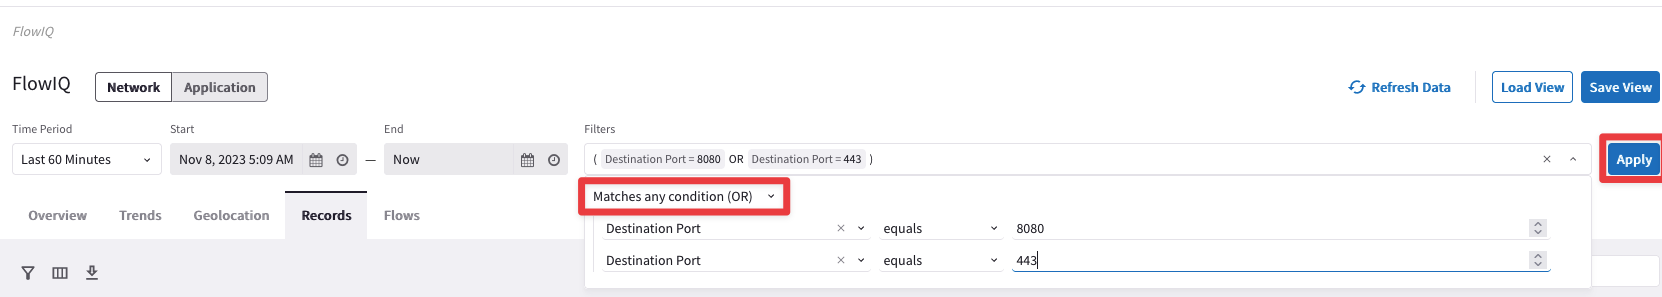 FlowIQ
FlowIQ Network Application Refresh Data Load View Save View
Time Period Start End Filters
Last 60 Minutes Nov 8, 2023 5:09 AM — Now ( Destination Port = 8080 OR Destination Port = 443 ) × Apply
Matches any condition (OR)
Overview Trends Geolocation Records Flows
Destination Port × equals 8080
Destination Port × equals 443